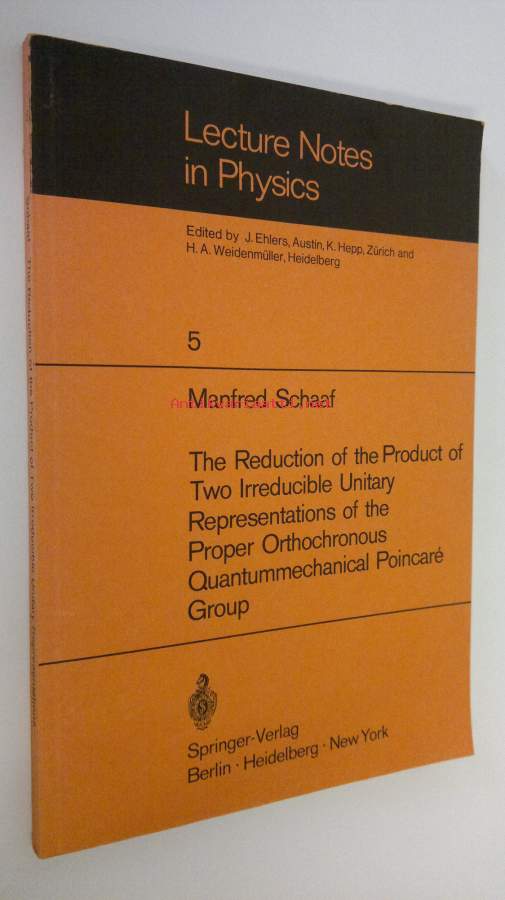 Lecture Notes
in Physics
Edited by J. Ehlers, Austin, K. Hepp, Zürich and
H. A. Weidenmüller, Heidelberg
5
Manfred Schaaf
The Reduction of the Product of
Two Irreducible Unitary
Representations of the
Proper Orthochronous
Quantummechanical Poincaré
Group
Springer-Verlag
Berlin · Heidelberg · New York